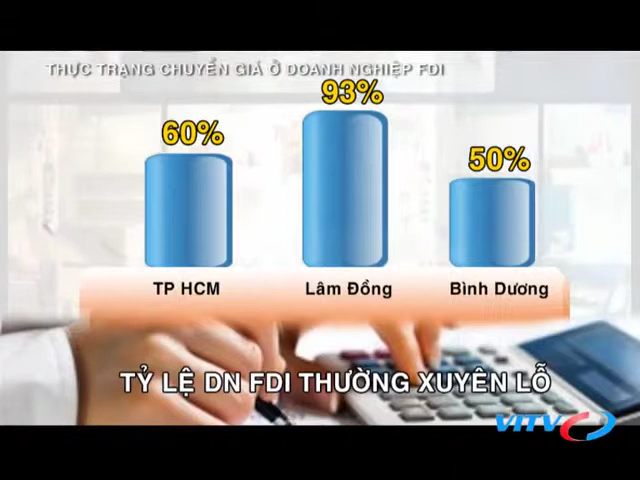 THỰC TRẠNG CHUYỂN GIÁ Ở DOANH NGHIỆP FDI
60%
93%
50%
TP HCM
Lâm Đồng
Bình Dương
TỶ LỆ DN FDI THƯỜNG XUYÊN LỖ
VITV